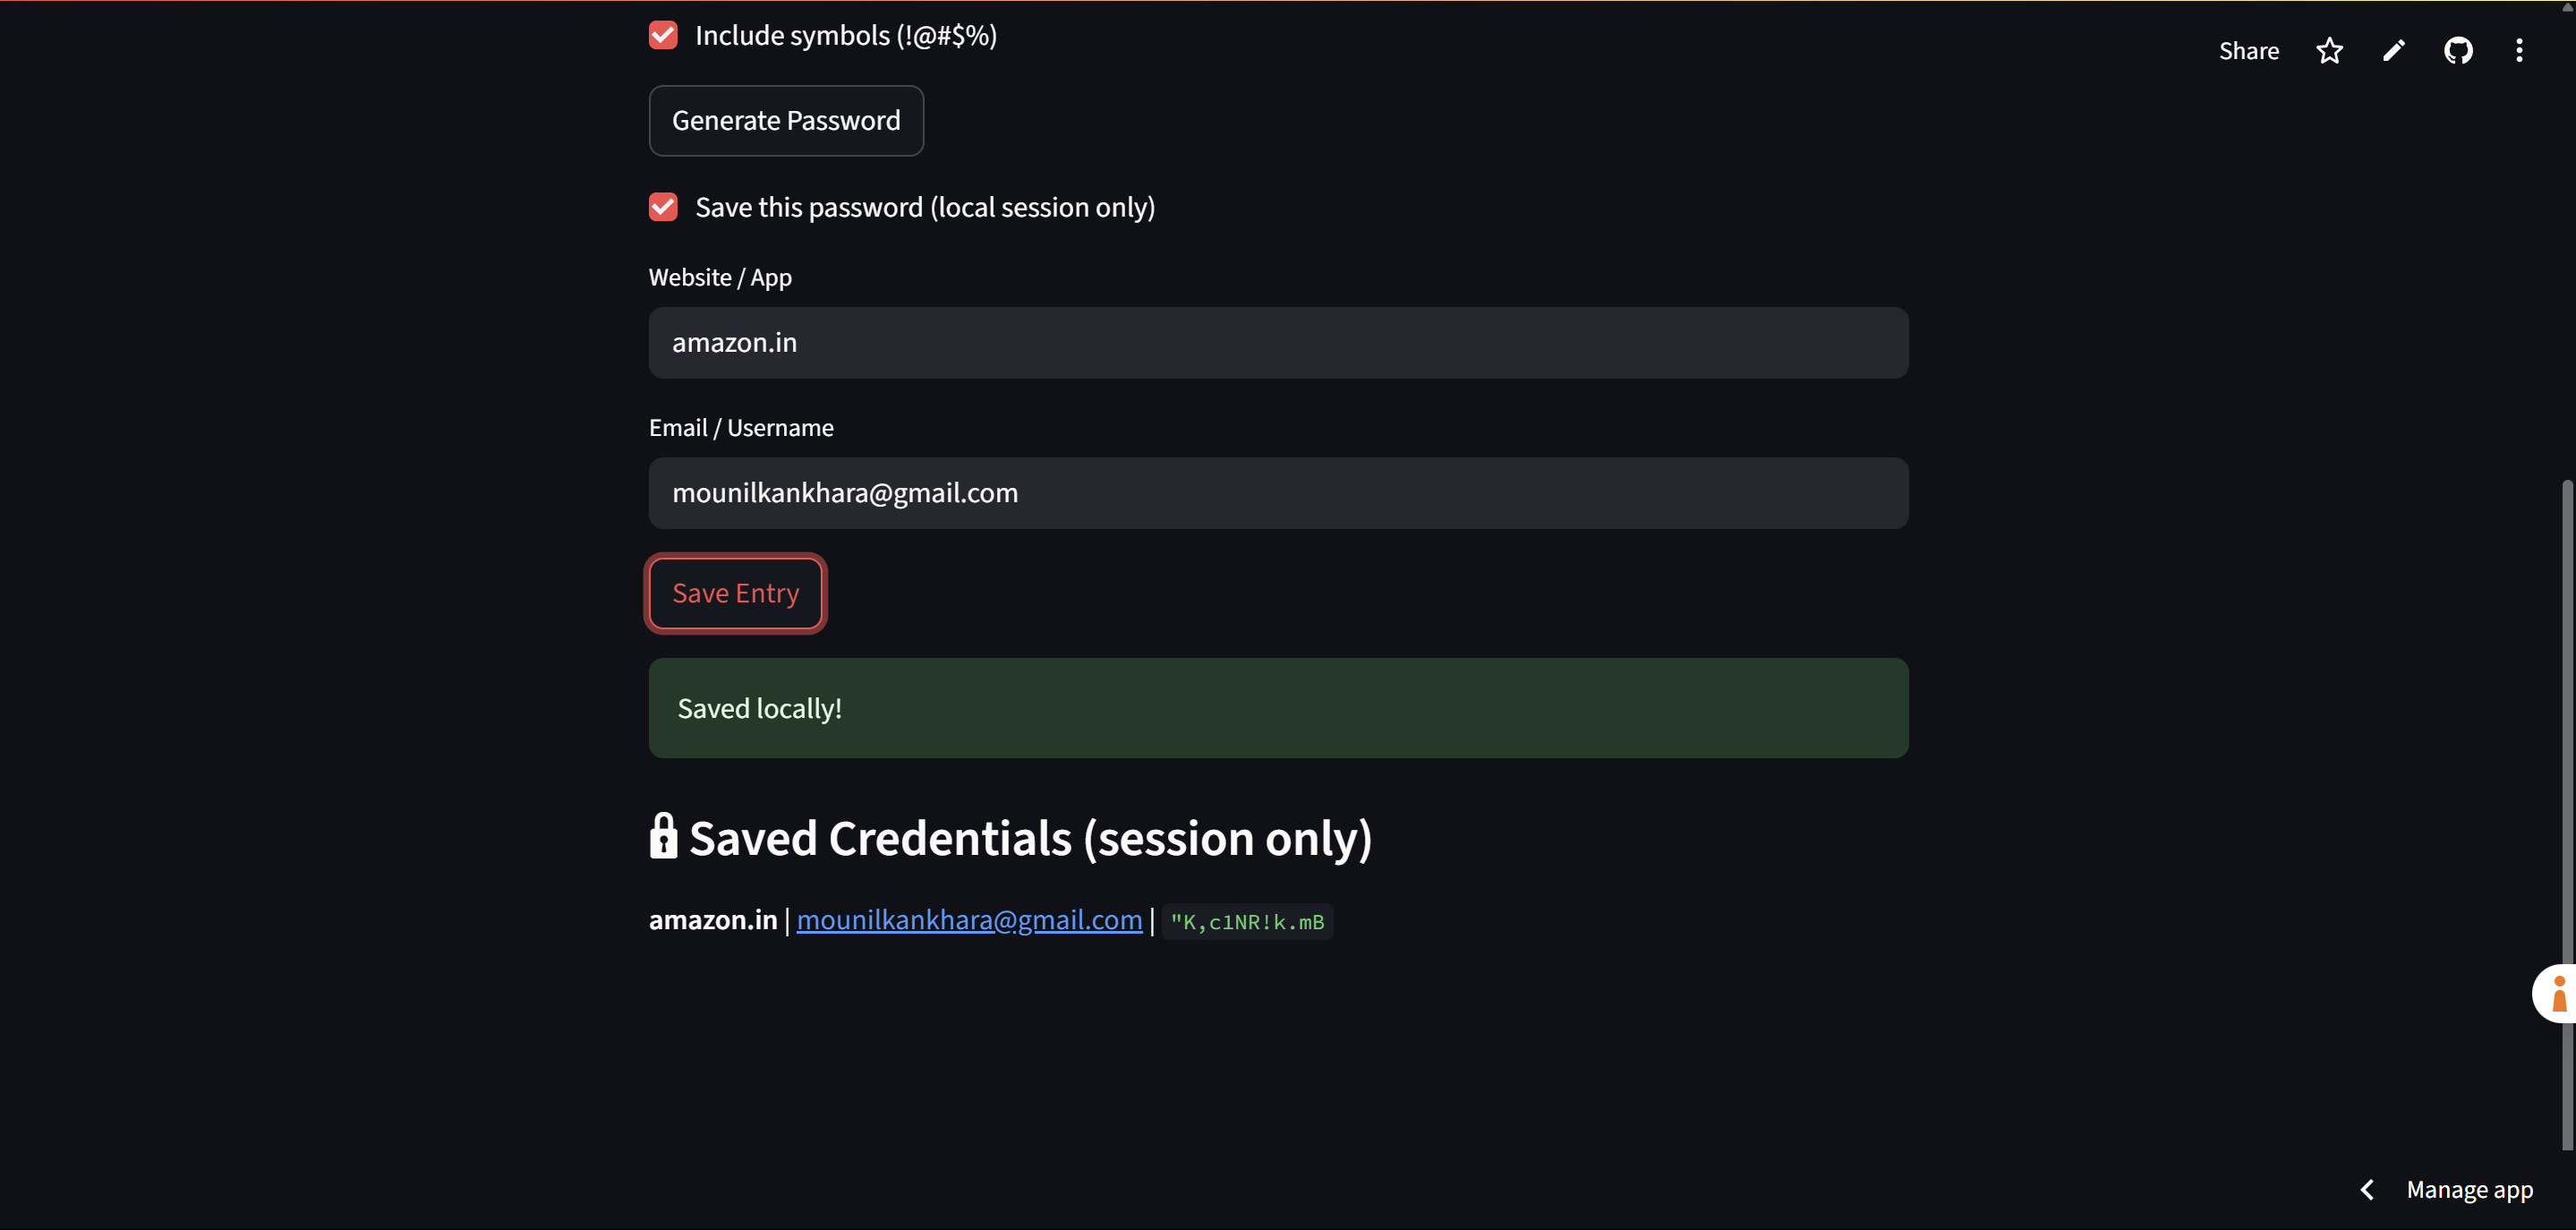 Include symbols (!@#$%)
Share
Generate Password
Save this password (local session only)
Website / App
amazon.in
Email / Username
mounilkankhara@gmail.com
Save Entry
Saved locally!
Saved Credentials (session only)
amazon.in | mounilkankhara@gmail.com | "K,c1NR!k.mB
Manage app